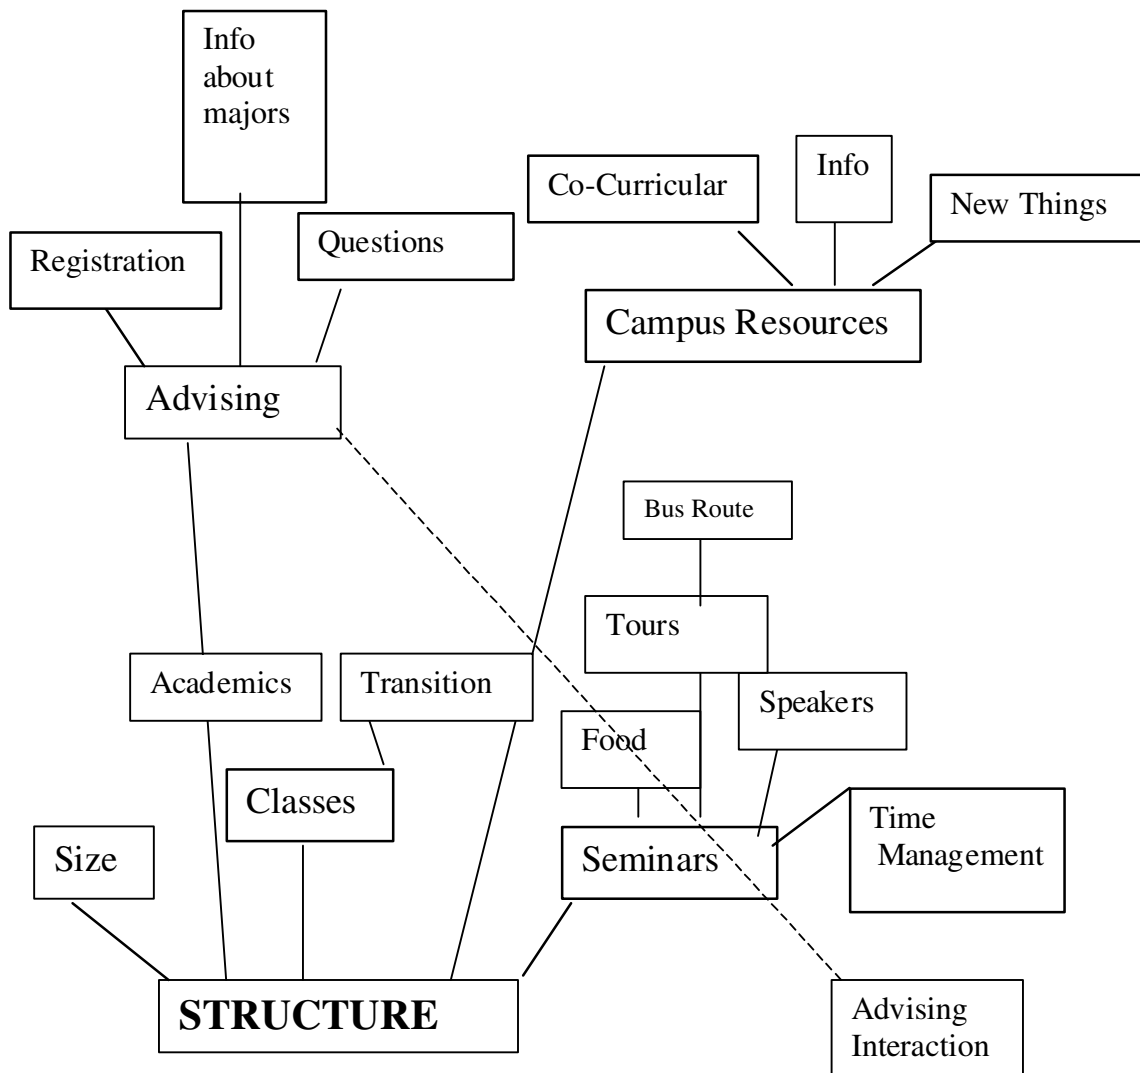 Info
about
majors
Co-Curricular
Info
New Things
Registration
Questions
Campus Resources
Advising
Bus Route
Tours
Academics
Transition
Speakers
Food
Classes
Time
Management
Size
Seminars
STRUCTURE
Advising
Interaction